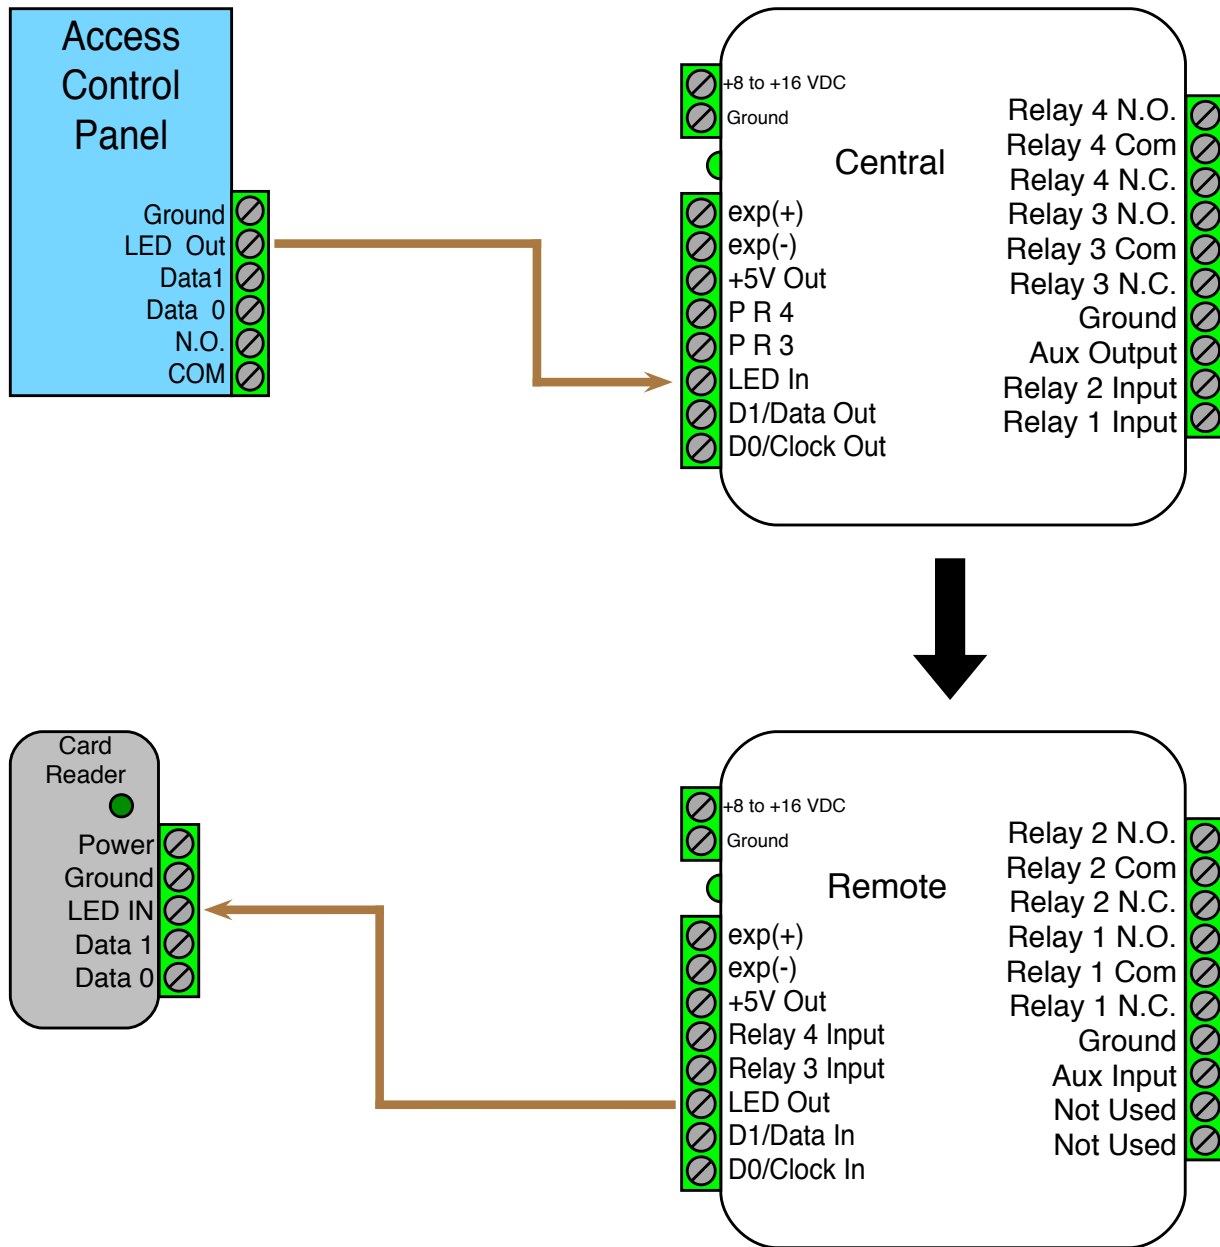 Access
Control
Panel
Ground
LED Out
Data1
Data 0
N.O.
COM
+8 to +16 VDC
Ground
Central
exp(+)
exp(-)
+5V Out
P R 4
P R 3
LED In
D1/Data Out
D0/Clock Out
Relay 4 N.O.
Relay 4 Com
Relay 4 N.C.
Relay 3 N.O.
Relay 3 Com
Relay 3 N.C.
Ground
Aux Output
Relay 2 Input
Relay 1 Input
Card
Reader
Power
Ground
LED IN
Data 1
Data 0
+8 to +16 VDC
Ground
Remote
exp(+)
exp(-)
+5V Out
Relay 4 Input
Relay 3 Input
LED Out
D1/Data In
D0/Clock In
Relay 2 N.O.
Relay 2 Com
Relay 2 N.C.
Relay 1 N.O.
Relay 1 Com
Relay 1 N.C.
Ground
Aux Input
Not Used
Not Used